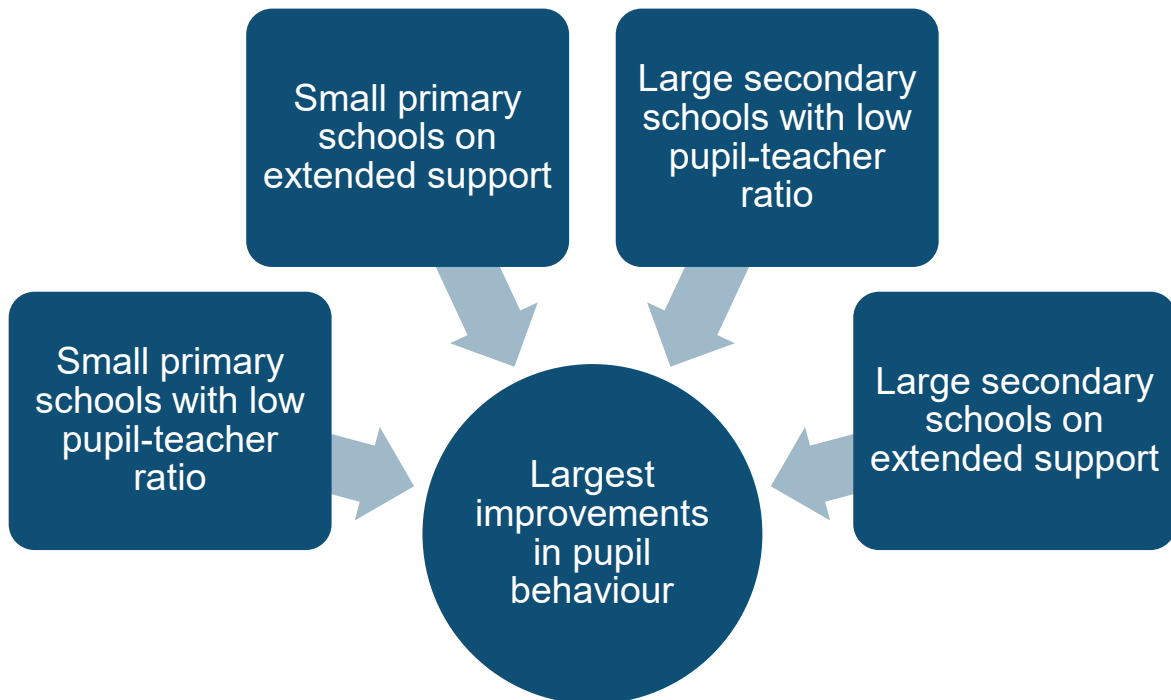 Small primary
schools with low
pupil-teacher
ratio
Small primary
schools on
extended support
Large secondary
schools with low
pupil-teacher
ratio
Large secondary
schools on
extended support
Largest
improvements
in pupil
behaviour